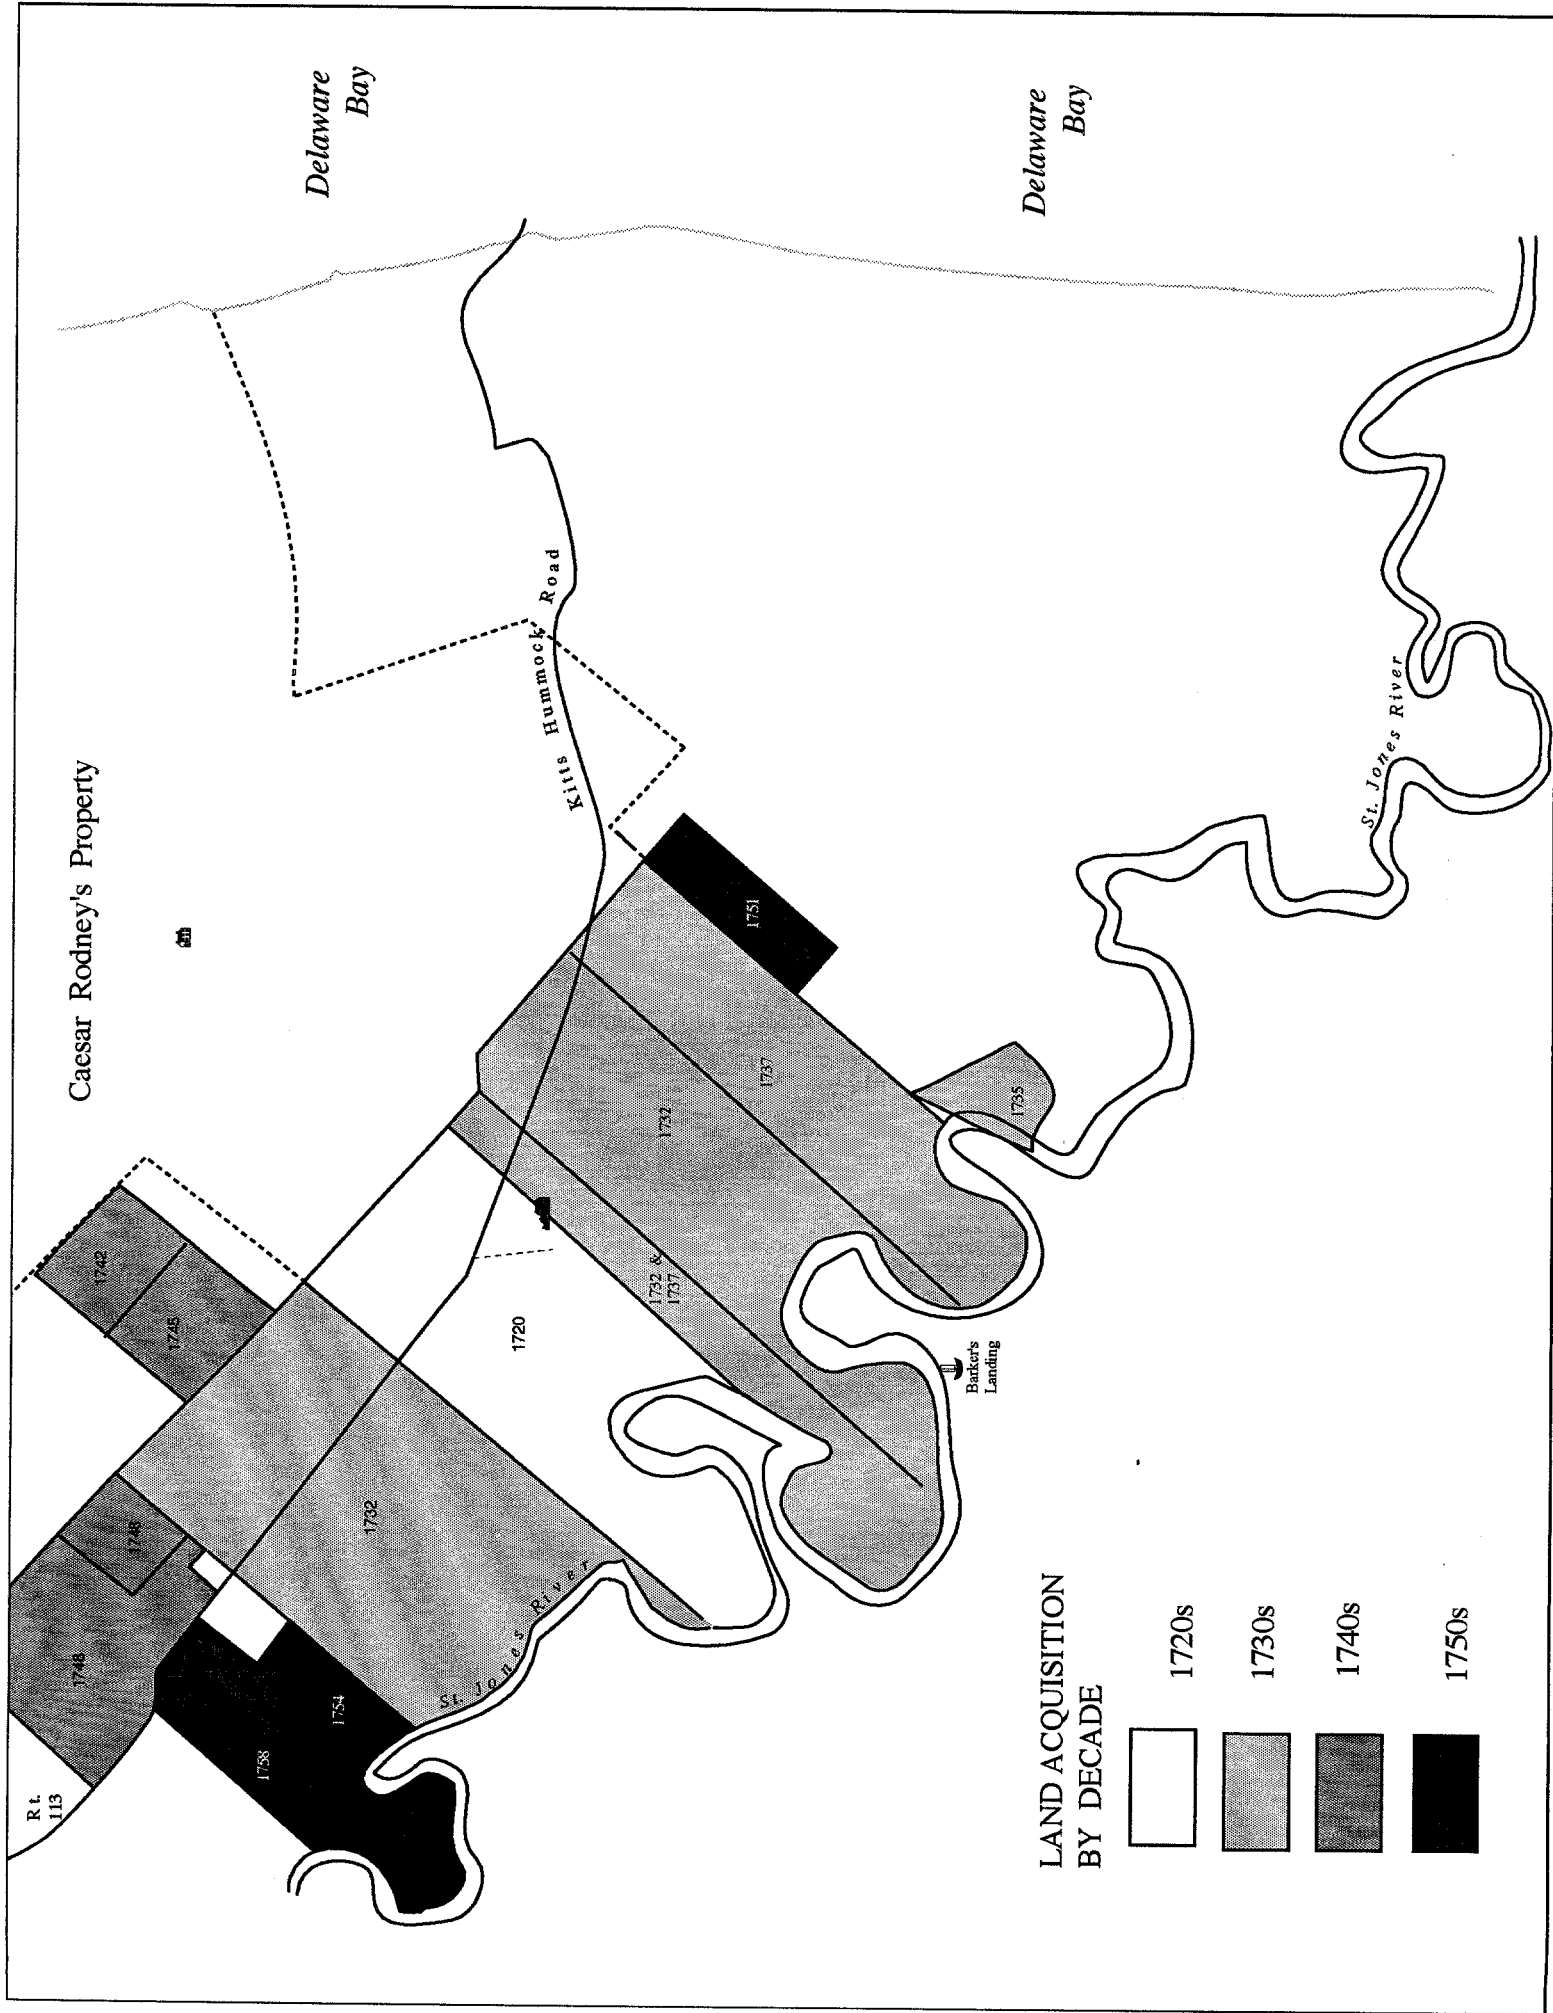 Delaware
Bay
Delaware
Bay
Caesar Rodney's Property
Kitts Hummock Road
St. Jones River
Rt.
113
1742
1745
1748
1748
1758
1754
1732
St. Jones River
1720
1732 &
1737
1732
1737
1751
1735
Barker's
Landing
LAND ACQUISITION
BY DECADE
1720s
1730s
1740s
1750s